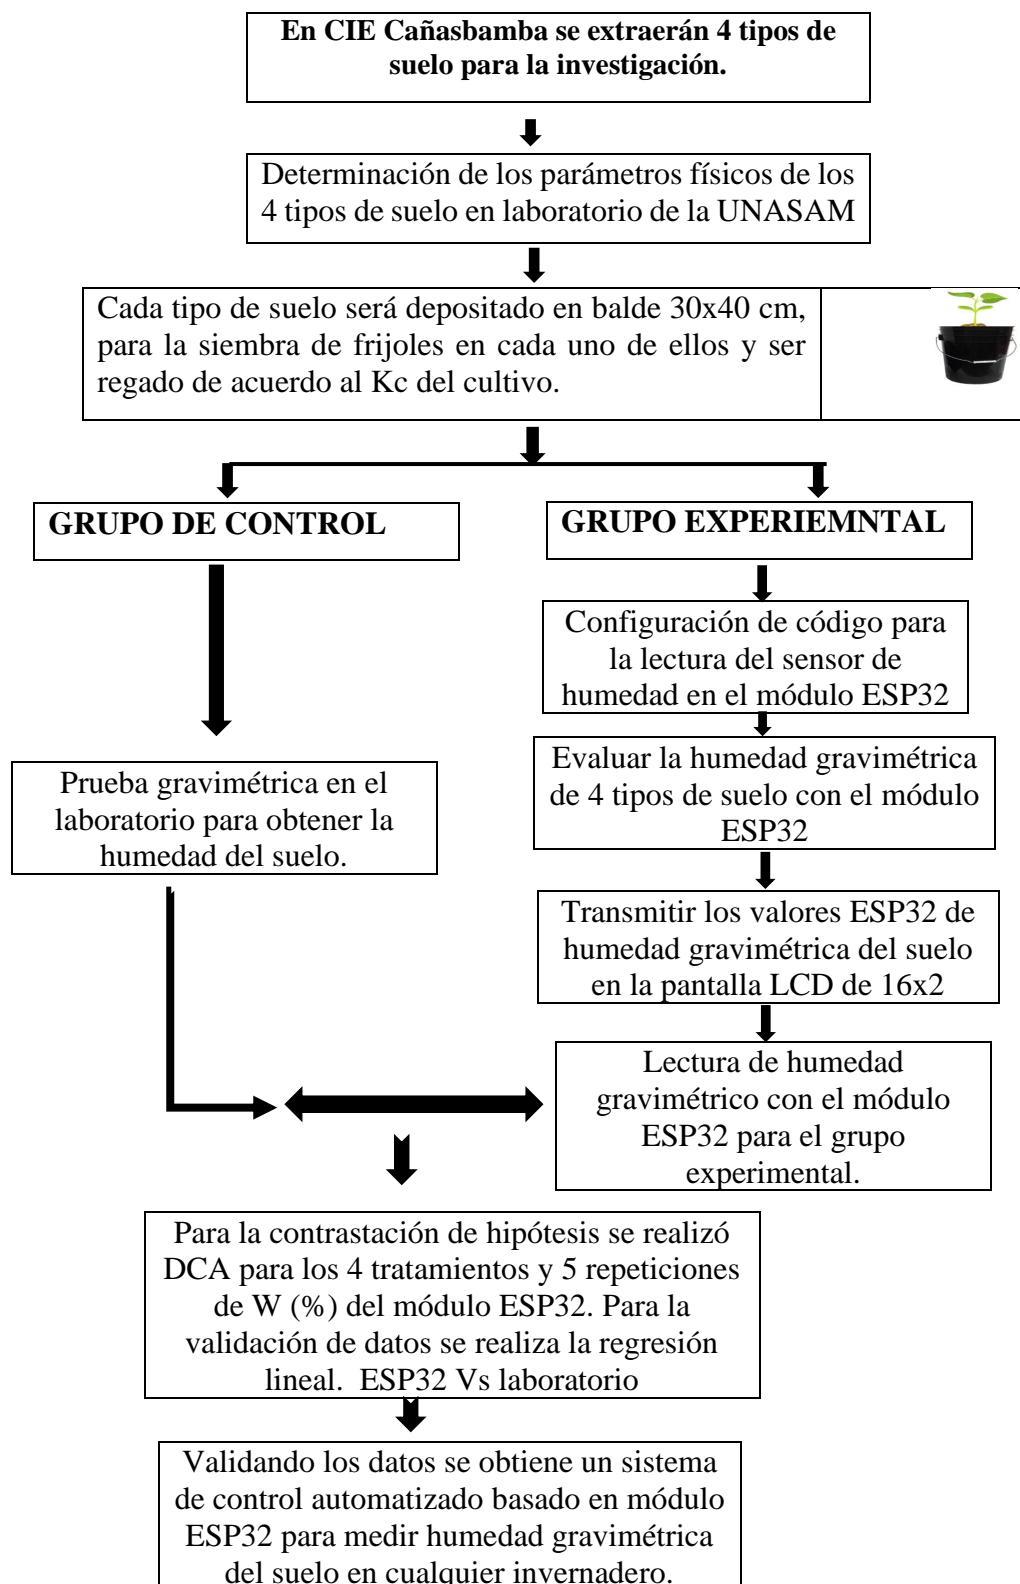 En CIE Cañasbamba se extraerán 4 tipos de
suelo para la investigación.
Determinación de los parámetros físicos de los
4 tipos de suelo en laboratorio de la UNASAM
Cada tipo de suelo será depositado en balde 30x40 cm,
para la siembra de frijoles en cada uno de ellos y ser
regado de acuerdo al Kc del cultivo.
GRUPO DE CONTROL
GRUPO EXPERIEMNTAL
Configuración de código para
la lectura del sensor de
humedad en el módulo ESP32
Evaluar la humedad gravimétrica
de 4 tipos de suelo con el módulo
ESP32
Prueba gravimétrica en el
laboratorio para obtener la
humedad del suelo.
Transmitir los valores ESP32 de
humedad gravimétrica del suelo
en la pantalla LCD de 16x2
Lectura de humedad
gravimétrico con el módulo
ESP32 para el grupo
experimental.
Para la contrastación de hipótesis se realizó
DCA para los 4 tratamientos y 5 repeticiones
de W (%) del módulo ESP32. Para la
validación de datos se realiza la regresión
lineal.  ESP32 Vs laboratorio
Validando los datos se obtiene un sistema
de control automatizado basado en módulo
ESP32 para medir humedad gravimétrica
del suelo en cualquier invernadero.